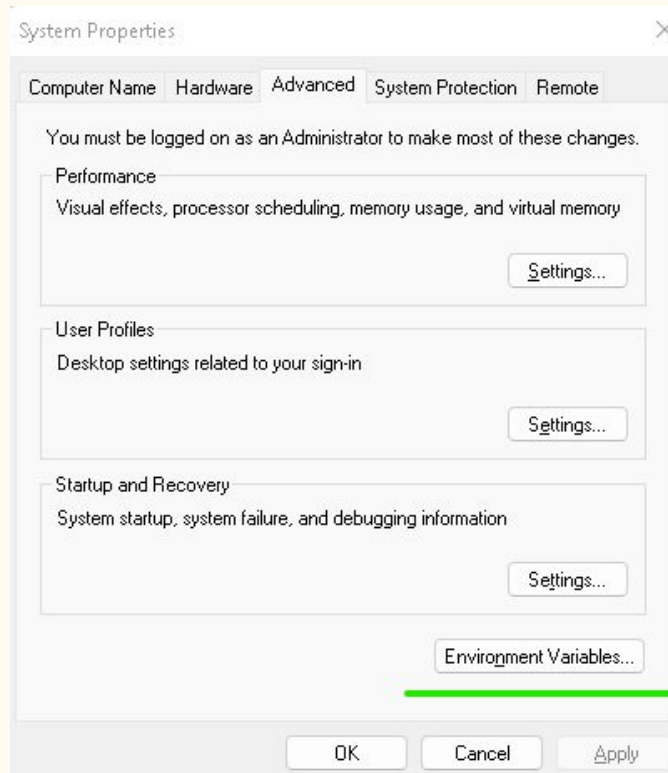 System Properties
Computer Name Hardware Advanced System Protection Remote
You must be logged on as an Administrator to make most of these changes.
Performance
Visual effects, processor scheduling, memory usage, and virtual memory
Settings...
User Profiles
Desktop settings related to your sign-in
Settings...
Startup and Recovery
System startup, system failure, and debugging information
Settings...
Environment Variables...
OK Cancel Apply